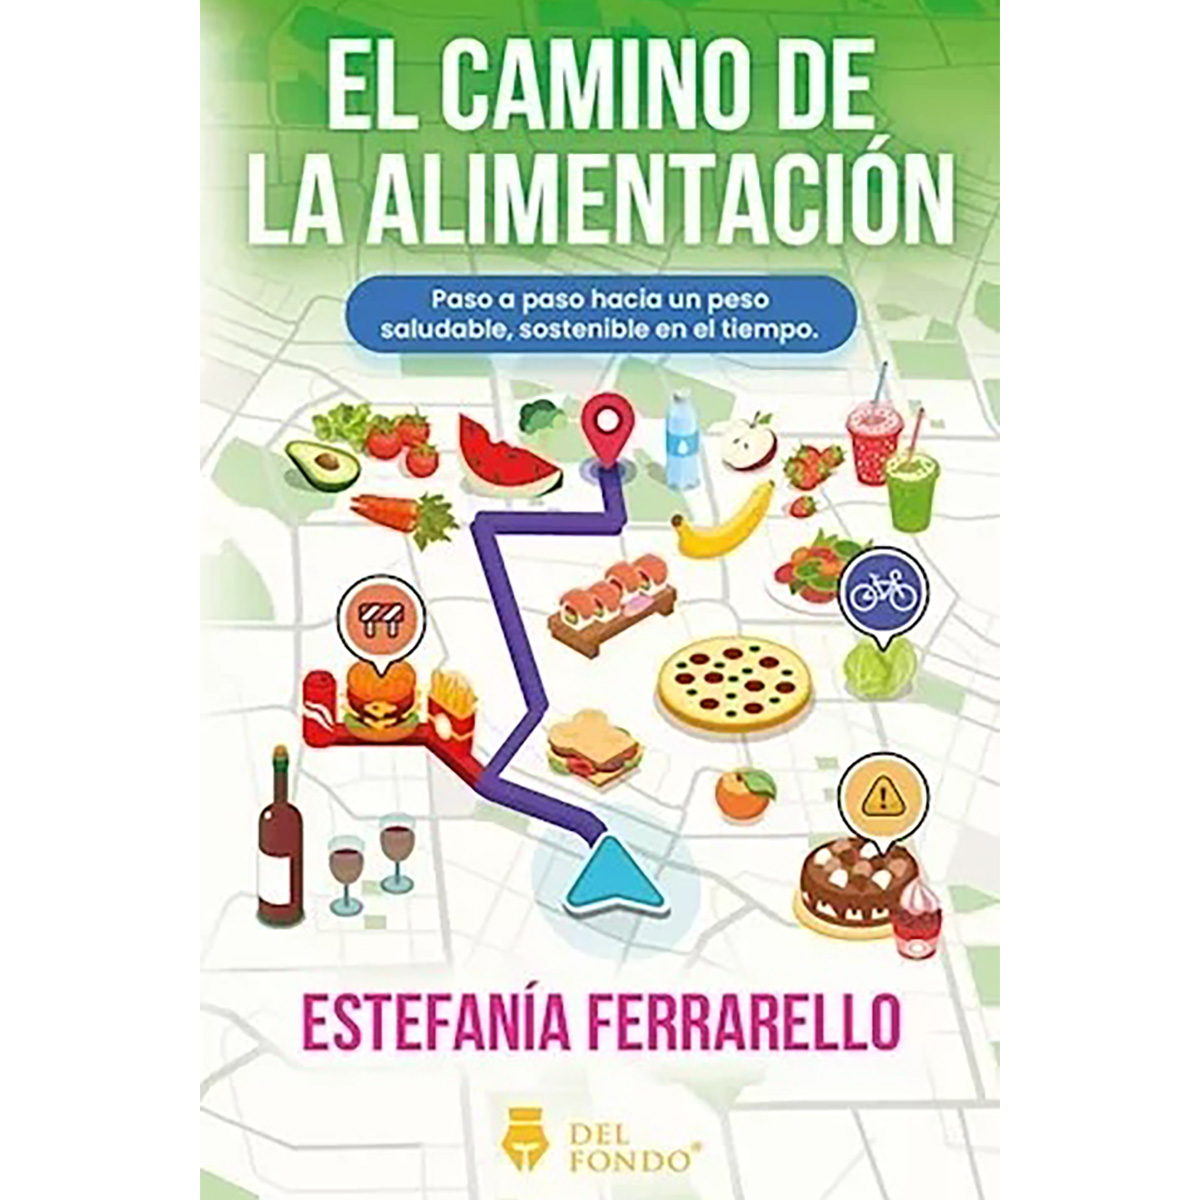 EL CAMINO DE
LA ALIMENTACIÓN
Paso a paso hacia un peso
saludable, sostenible en el tiempo.
ESTEFANÍA FERRARELLO
DEL
FONDO®